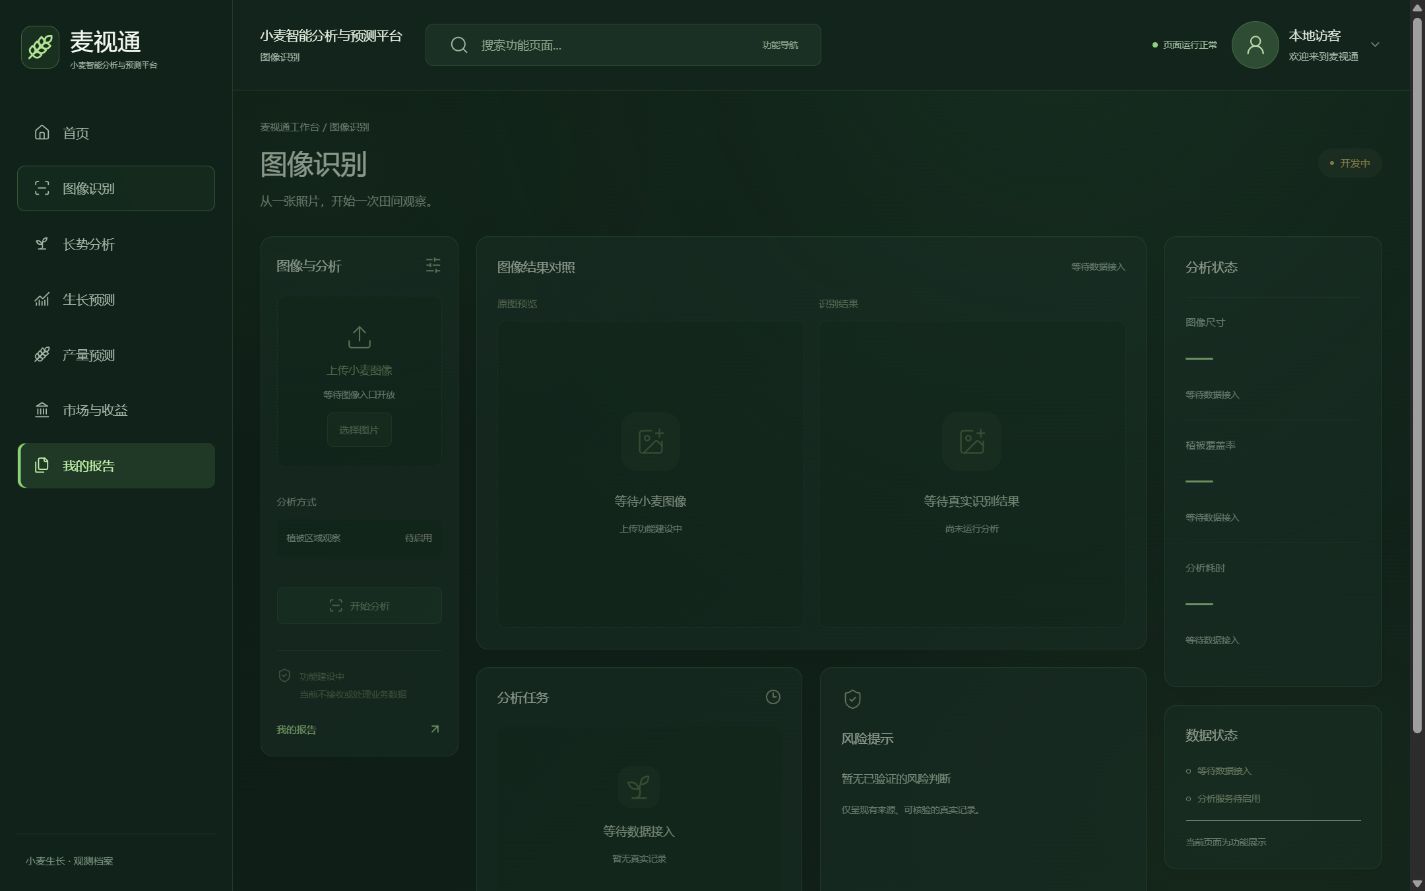 麦视通
小麦智能分析与预测平台
首页
图像识别
长势分析
生长预测
产量预测
市场与收益
我的报告
小麦生长 · 观测档案
小麦智能分析与预测平台
图像识别
搜索功能页面...
功能导航
页面运行正常
本地访客
欢迎来到麦视通
麦视通工作台 / 图像识别
图像识别
从一张照片，开始一次田间观察。
开发中
图像与分析
上传小麦图像
等待图像入口开放
选择图片
分析方式
植被区域观察 待启用
开始分析
功能建设中
当前不接收或处理业务数据
我的报告
图像结果对照
等待数据接入
原图预览
识别结果
等待小麦图像
上传功能建设中
等待真实识别结果
尚未运行分析
分析任务
等待数据接入
暂无真实记录
风险提示
暂无已验证的风险判断
仅呈现有来源、可核验的真实记录。
分析状态
图像尺寸
等待数据接入
植被覆盖率
等待数据接入
分析耗时
等待数据接入
数据状态
等待数据接入
分析服务待启用
当前页面为功能展示